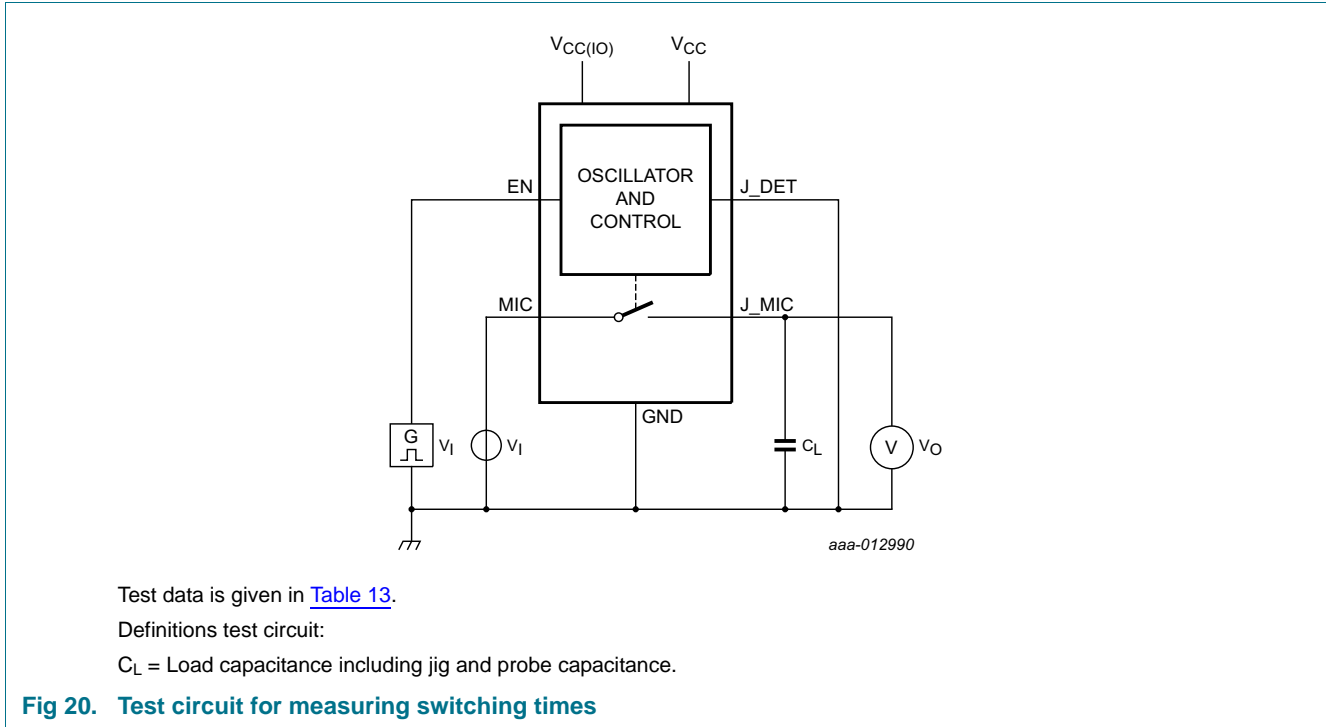 VCC(IO) VCC
OSCILLATOR
AND
CONTROL
EN
J_DET
MIC
J_MIC
GND
G
VI
VI
CL
V
VO
aaa-012990
Test data is given in Table 13.
Definitions test circuit:
CL = Load capacitance including jig and probe capacitance.
Fig 20. Test circuit for measuring switching times